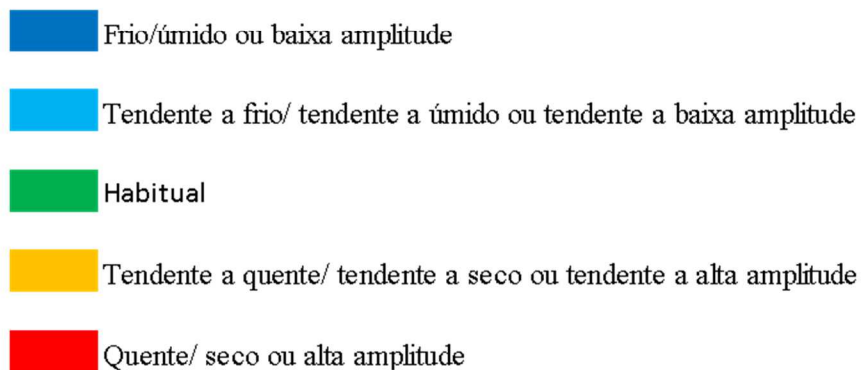 Frio/úmido ou baixa amplitude
Tendente a frio/ tendente a úmido ou tendente a baixa amplitude
Habitual
Tendente a quente/ tendente a seco ou tendente a alta amplitude
Quente/ seco ou alta amplitude